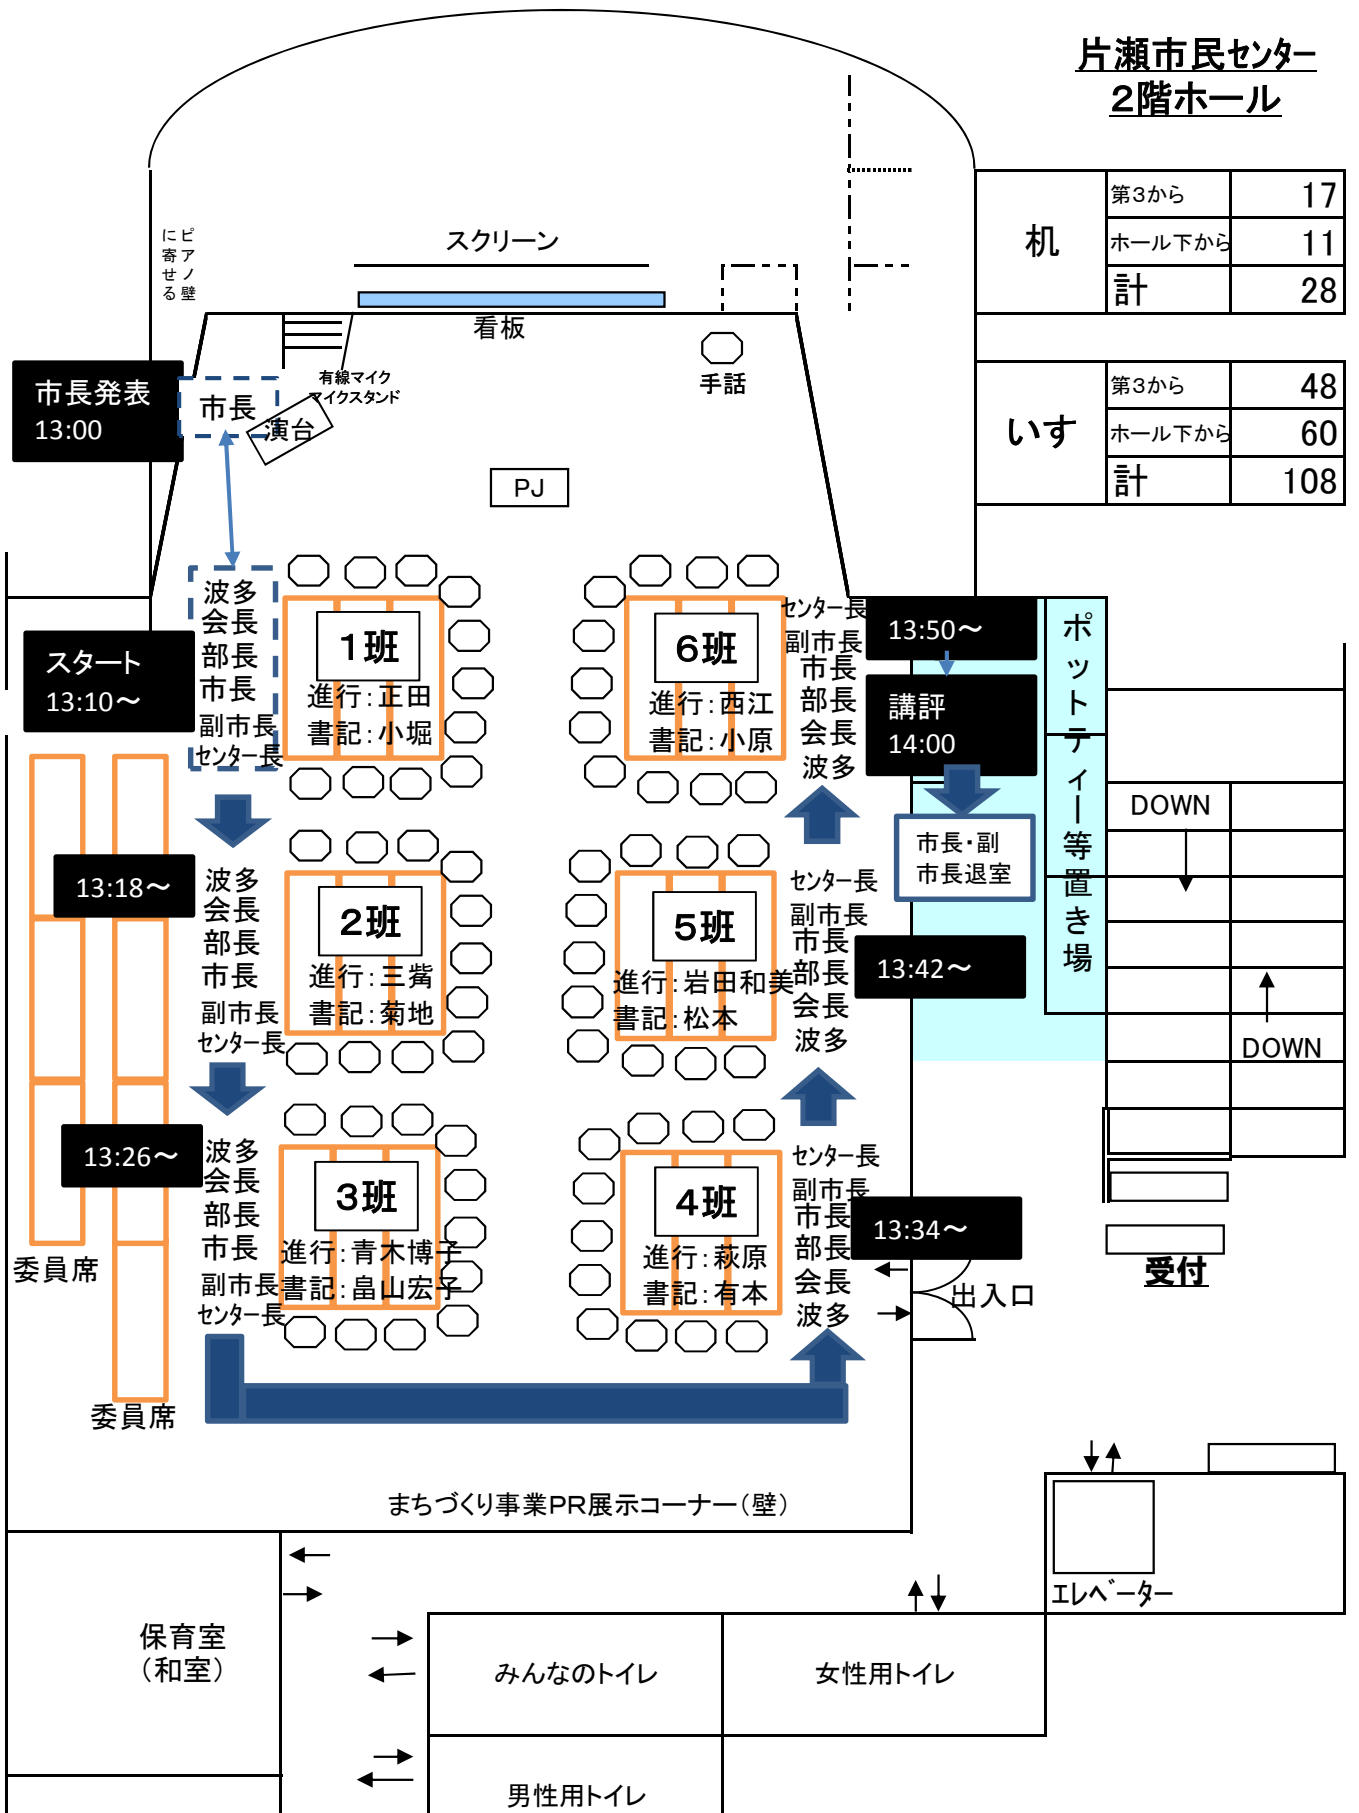 片瀬市民センター
２階ホール
机
第3から
17
ホール下から
11
計
28
いす
第3から
48
ホール下から
60
計
108
ピアノ壁
に寄せる
スクリーン
看板
手話
有線マイク
マイクスタンド
市長発表
13:00
市長
演台
PJ
スタート
13:10～
波多
会長
部長
市長
副市長
センター長
1班
進行：正田
書記：小堀
6班
進行：西江
書記：小原
センター長
副市長
市長
部長
会長
波多
13:50～
講評
14:00
市長・副
市長退室
ポットティー等置き場
DOWN
DOWN
13:18～
波多
会長
部長
市長
副市長
センター長
2班
進行：三觜
書記：菊地
5班
進行：岩田和美
書記：松本
センター長
副市長
市長
部長
会長
波多
13:42～
13:26～
波多
会長
部長
市長
副市長
センター長
3班
進行：青木博子
書記：畠山宏子
4班
進行：萩原
書記：有本
センター長
副市長
市長
部長
会長
波多
13:34～
出入口
受付
委員席
委員席
まちづくり事業PR展示コーナー（壁）
エレベーター
保育室
（和室）
みんなのトイレ
女性用トイレ
男性用トイレ